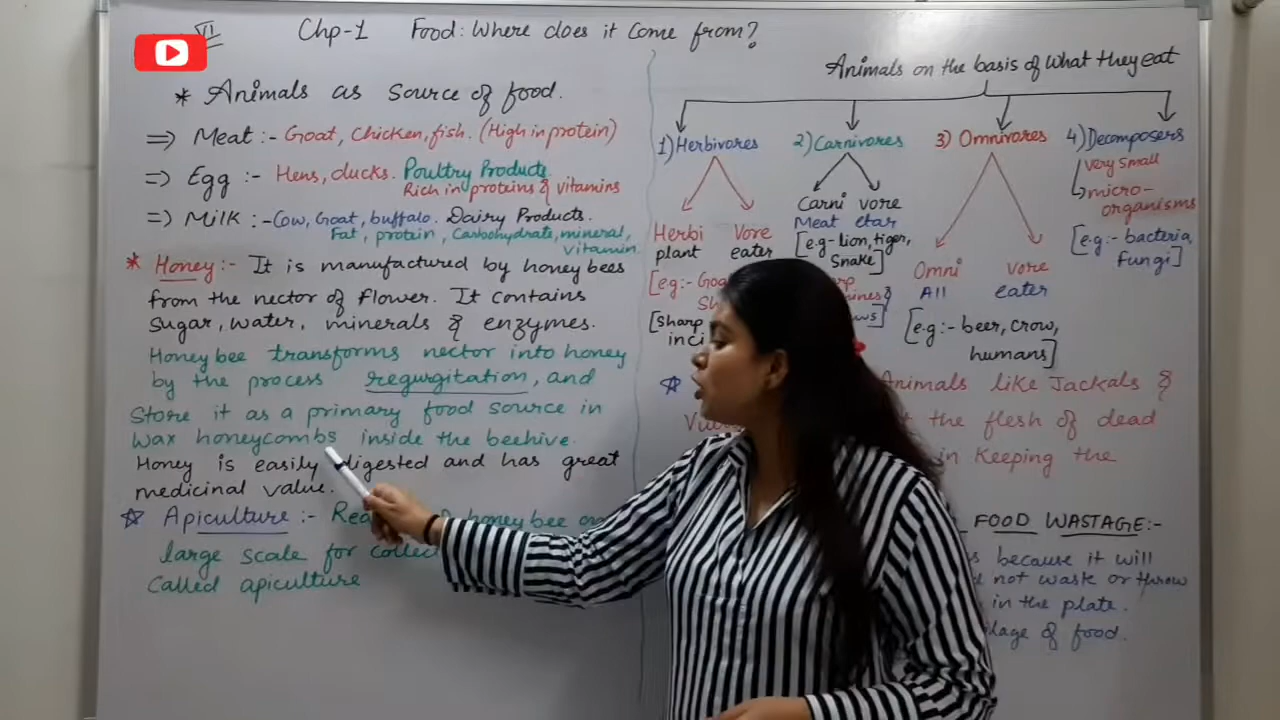 VI
Chp-1 Food: Where does it come from?
* Animals as source of food.
⇒ Meat :- Goat, Chicken, fish. (High in protein)
⇒ Egg :- Hens, ducks. Poultry Products.
Rich in proteins & vitamins
⇒ Milk :- Cow, Goat, buffalo. Dairy Products.
Fat, protein, Carbohydrate, mineral,
vitamin.
* Honey:- It is manufactured by honey bees
from the nector of flower. It contains
sugar, water, minerals & enzymes.
Honey bee transforms nector into honey
by the process regurgitation, and
Store it as a primary food source in
wax honeycombs inside the beehive.
Honey is easily digested and has great
medicinal value.
☆ Apiculture :- honey bee on
large scale for
Called apiculture
Animals on the basis of what they eat
1) Herbivores
Herbi Vore
plant eater
[e.g:-
[sharp
2) Carnivores
Carni vore
Meat etar
[e.g- lion, tiger,
Snake]
3) Omnivores
Omni vore
All eater
[e.g:- beer, crow,
humans]
4) Decomposers
very small
micro-
organisms
[e.g:- bacteria,
Fungi]
☆ Animals like Jackals &
the flesh of dead
in Keeping the
FOOD WASTAGE:-
because it will
not waste or throw
in the plate.
of food.